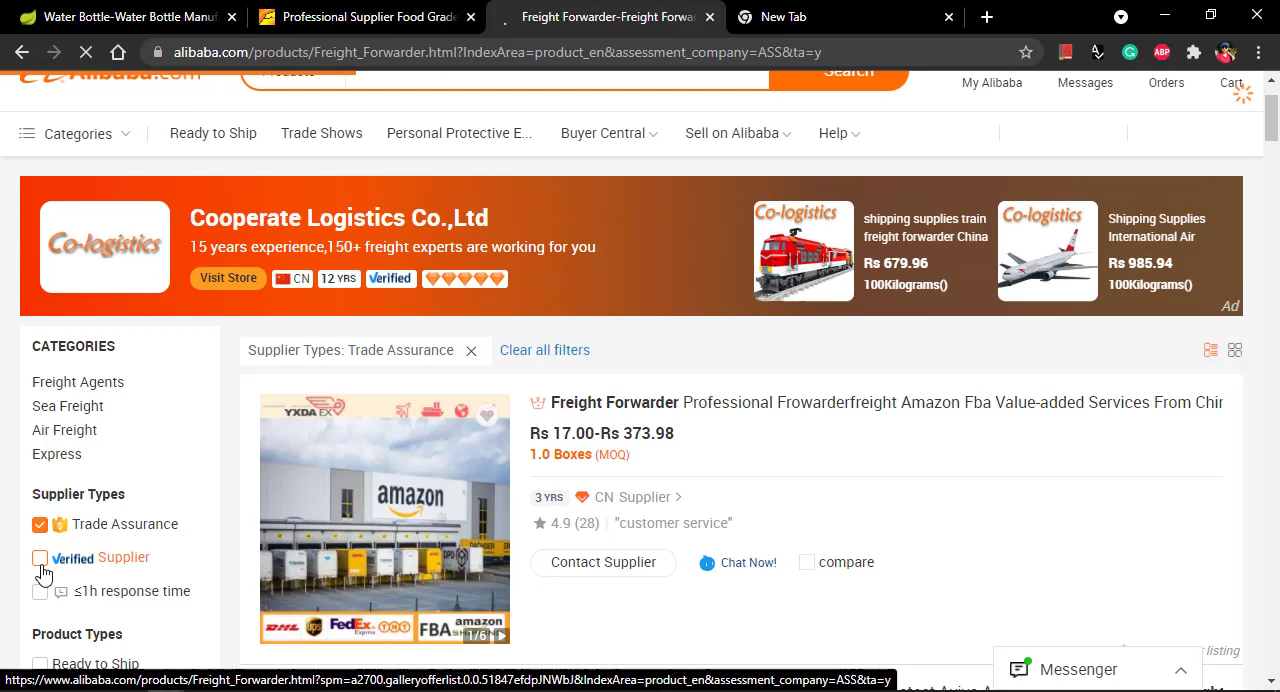 Water Bottle-Water Bottle Manuf
Professional Supplier Food Grade
Freight Forwarder-Freight Forwar
New Tab
alibaba.com/products/Freight_Forwarder.html?IndexArea=product_en&assessment_company=ASS&ta=y
Alibaba.com
Products
Search
My Alibaba
Messages
Orders
Cart
Categories
Ready to Ship
Trade Shows
Personal Protective E...
Buyer Central
Sell on Alibaba
Help
Co-logistics
Cooperate Logistics Co.,Ltd
15 years experience,150+ freight experts are working for you
Visit Store
CN
12 YRS
Verified
Co-logistics
shipping supplies train
freight forwarder China
Rs 679.96
100Kilograms()
Co-logistics
Shipping Supplies
International Air
Rs 985.94
100Kilograms()
Ad
CATEGORIES
Freight Agents
Sea Freight
Air Freight
Express
Supplier Types
Trade Assurance
Verified Supplier
≤1h response time
Product Types
Ready to Ship
Supplier Types: Trade Assurance
Clear all filters
YXDA EX
amazon
DPD
DHL
ups
FedEx
Express
TNT
FBA
amazon
1/6
Freight Forwarder Professional Frowarderfreight Amazon Fba Value-added Services From Chir
Rs 17.00-Rs 373.98
1.0 Boxes (MOQ)
3 YRS
CN Supplier
4.9 (28)
"customer service"
Contact Supplier
Chat Now!
compare
listing
Messenger
https://www.alibaba.com/products/Freight_Forwarder.html?spm=a2700.galleryofferlist.0.0.51847efdpJNWbJ&IndexArea=product_en&assessment_company=ASS&ta=y